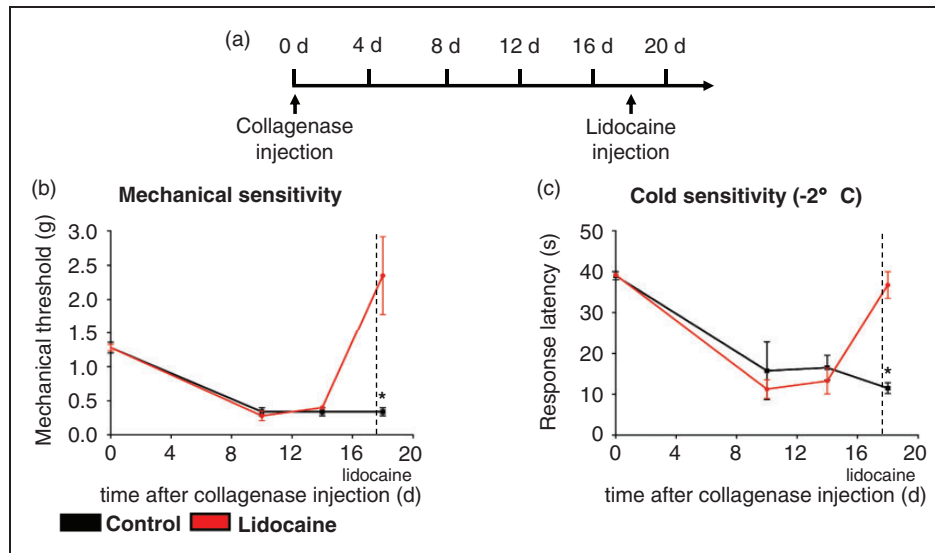 (a)
0 d 4 d 8 d 12 d 16 d 20 d
Collagenase
injection
Lidocaine
injection
(b)
Mechanical sensitivity
Mechanical threshold (g)
3.0
2.5
2.0
1.5
1.0
0.5
0.0
*
0 4 8 12 16 20
lidocaine
time after collagenase injection (d)
(c)
Cold sensitivity (-2° C)
Response latency (s)
50
40
30
20
10
0
*
0 4 8 12 16 20
lidocaine
time after collagenase injection (d)
Control Lidocaine